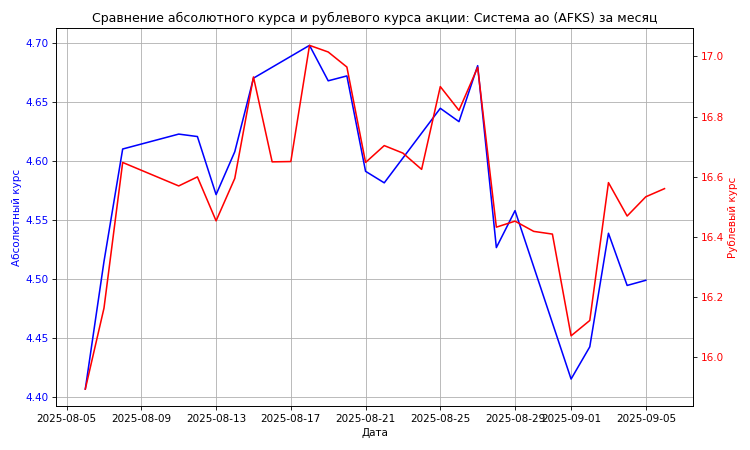 Сравнение абсолютного курса и рублевого курса акции: Система ао (AFKS) за месяц
4.70
4.65
4.60
4.55
4.50
4.45
4.40
Абсолютный курс
17.0
16.8
16.6
16.4
16.2
16.0
Рублевый курс
2025-08-05 2025-08-09 2025-08-13 2025-08-17 2025-08-21 2025-08-25 2025-08-29 2025-09-01 2025-09-05
Дата